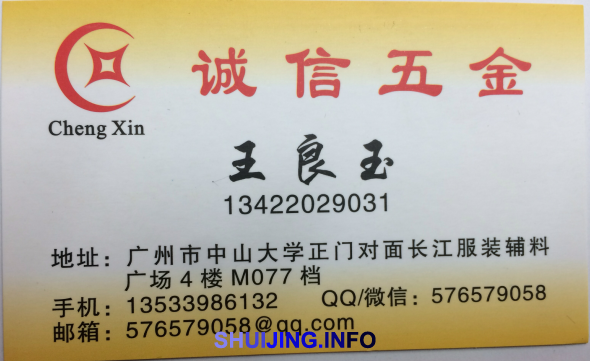 诚信五金
Cheng Xin
王良玉
13422029031
地址：广州市中山大学正门对面长江服装辅料
广场4楼M077档
手机：13533986132 QQ/微信：576579058
邮箱：576579058@qq.com
SHUIJING.INFO